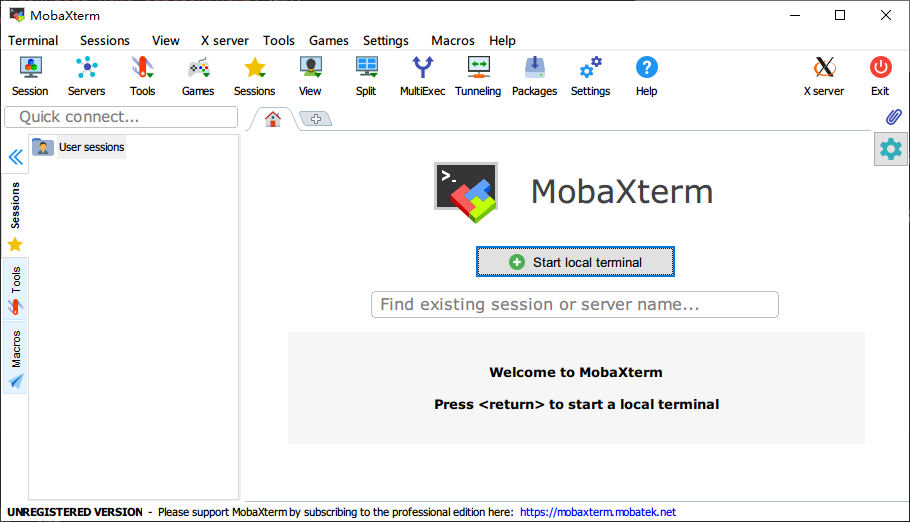 MobaXterm
Terminal Sessions View X server Tools Games Settings Macros Help
Session Servers Tools Games Sessions View Split MultiExec Tunneling Packages Settings Help X server Exit
Quick connect...
User sessions
Sessions
Tools
Macros
>_
MobaXterm
Start local terminal
Find existing session or server name...
Welcome to MobaXterm
Press <return> to start a local terminal
UNREGISTERED VERSION - Please support MobaXterm by subscribing to the professional edition here: https://mobaxterm.mobatek.net